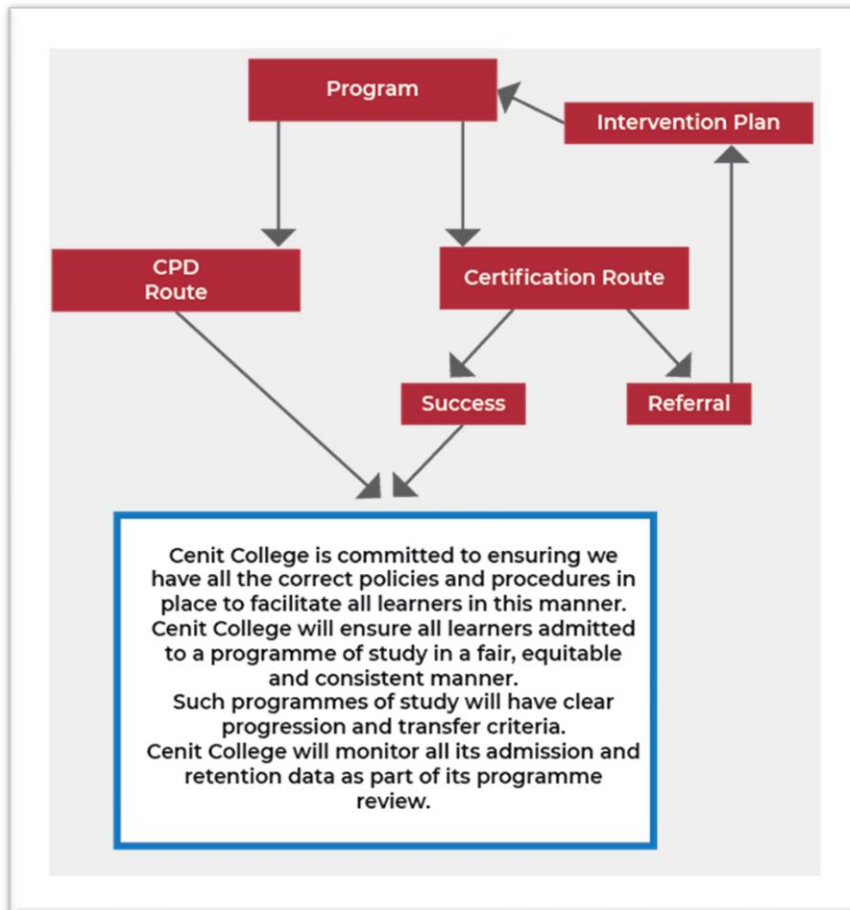 Program
Intervention Plan
CPD
Route
Certification Route
Success
Referral
Cenit College is committed to ensuring we
have all the correct policies and procedures in
place to facilitate all learners in this manner.
Cenit College will ensure all learners admitted
to a programme of study in a fair, equitable
and consistent manner.
Such programmes of study will have clear
progression and transfer criteria.
Cenit College will monitor all its admission and
retention data as part of its programme
review.